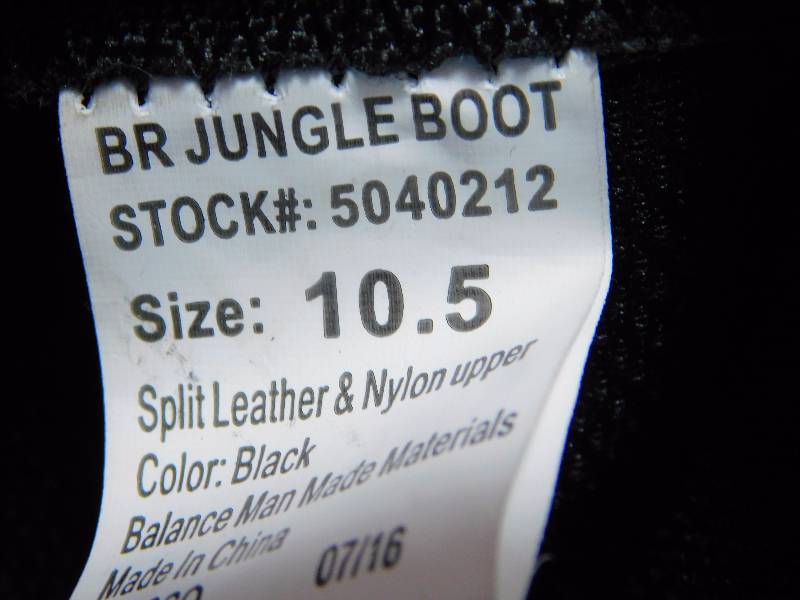 BR JUNGLE BOOT
STOCK#: 5040212
Size: 10.5
Split Leather & Nylon upper
Color: Black
Balance Man Made Materials
Made In China
07/16